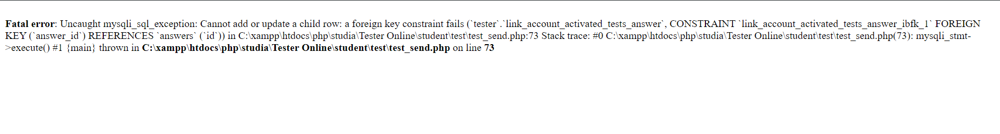 Fatal error: Uncaught mysqli_sql_exception: Cannot add or update a child row: a foreign key constraint fails (`tester`.`link_account_activated_tests_answer`, CONSTRAINT `link_account_activated_tests_answer_ibfk_1` FOREIGN
KEY (`answer_id`) REFERENCES `answers` (`id`)) in C:\xampp\htdocs\php\studia\Tester Online\student\test\test_send.php:73 Stack trace: #0 C:\xampp\htdocs\php\studia\Tester Online\student\test\test_send.php(73): mysqli_stmt-
>execute() #1 {main} thrown in C:\xampp\htdocs\php\studia\Tester Online\student\test\test_send.php on line 73